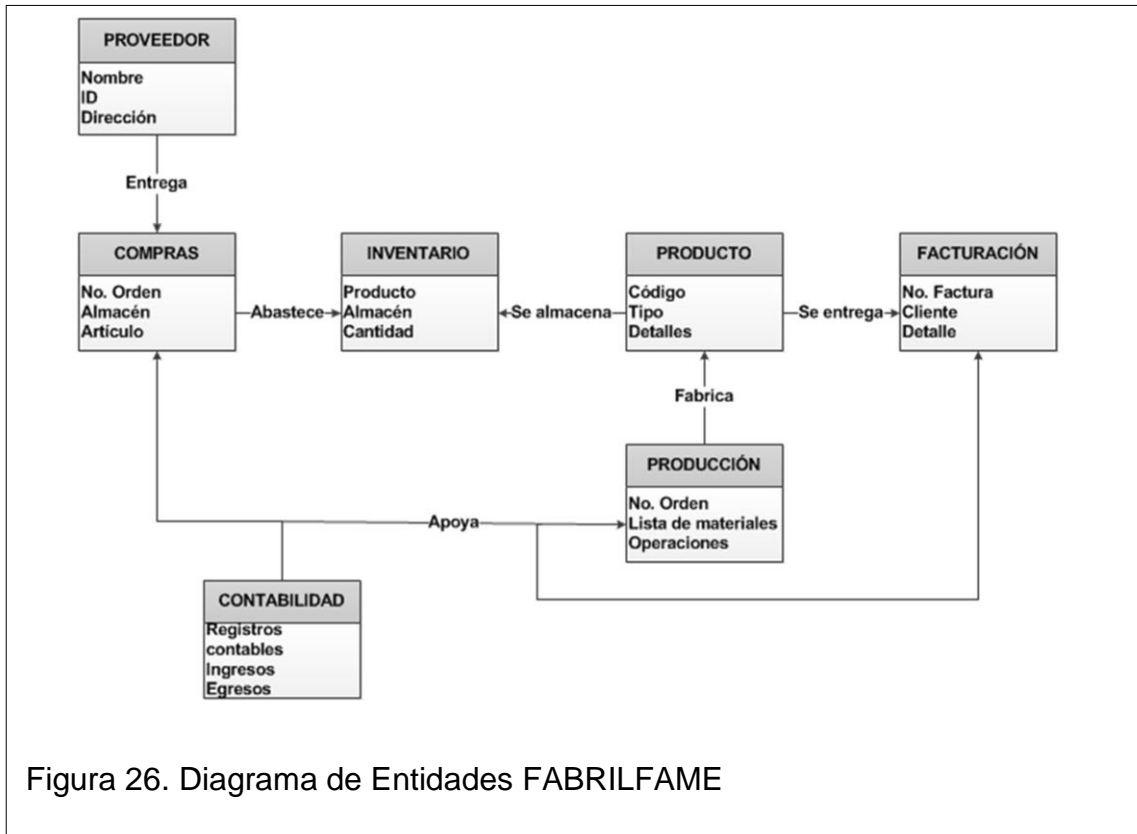 PROVEEDOR
Nombre
ID
Dirección
Entrega
COMPRAS
No. Orden
Almacén
Artículo
Abastece
INVENTARIO
Producto
Almacén
Cantidad
Se almacena
PRODUCTO
Código
Tipo
Detalles
Se entrega
FACTURACIÓN
No. Factura
Cliente
Detalle
Fabrica
PRODUCCIÓN
No. Orden
Lista de materiales
Operaciones
Apoya
CONTABILIDAD
Registros
contables
Ingresos
Egresos
Figura 26. Diagrama de Entidades FABRILFAME